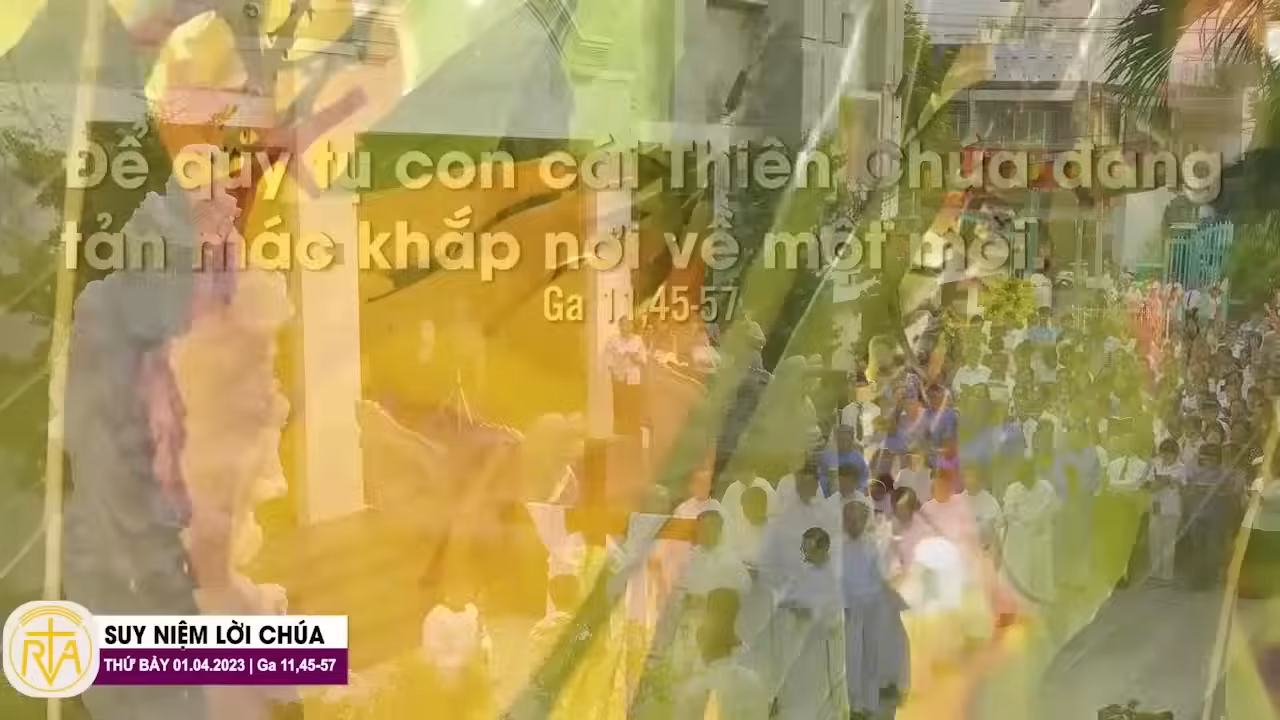 Để quy tụ con cái Thiên Chúa đang
tản mác khắp nơi về một mối
Ga 11,45-57
RVA
SUY NIỆM LỜI CHÚA
THỨ BẢY 01.04.2023 | Ga 11,45-57